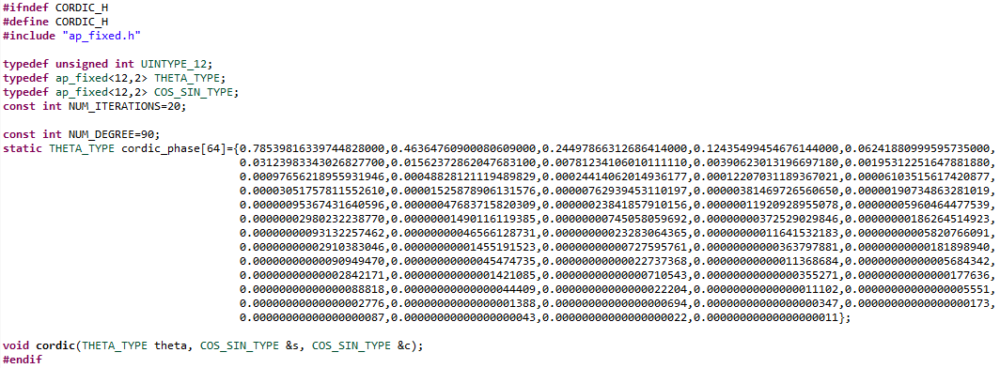 #ifndef CORDIC_H
#define CORDIC_H
#include "ap_fixed.h"
typedef unsigned int UINTYPE_12;
typedef ap_fixed<12,2> THETA_TYPE;
typedef ap_fixed<12,2> COS_SIN_TYPE;
const int NUM_ITERATIONS=20;
const int NUM_DEGREE=90;
static THETA_TYPE cordic_phase[64]={0.78539816339744828000,0.46364760900080609000,0.24497866312686414000,0.12435499454676144000,0.06241880999595735000,
0.03123983343026827700,0.01562372862047683100,0.00781234106010111110,0.00390623013196697180,0.00195312251647881880,
0.00097656218955931946,0.00048828121119489829,0.00024414062014936177,0.00012207031189367021,0.00006103515617420877,
0.00003051757811552610,0.00001525878906131576,0.00000762939453110197,0.00000381469726560650,0.00000190734863281019,
0.00000095367431640596,0.00000047683715820309,0.00000023841857910156,0.00000011920928955078,0.00000005960464477539,
0.00000002980232238770,0.00000001490116119385,0.00000000745058059692,0.00000000372529029846,0.00000000186264514923,
0.00000000093132257462,0.00000000046566128731,0.00000000023283064365,0.00000000011641532183,0.00000000005820766091,
0.00000000002910383046,0.00000000001455191523,0.00000000000727595761,0.00000000000363797881,0.00000000000181898940,
0.00000000000090949470,0.00000000000045474735,0.00000000000022737368,0.00000000000011368684,0.00000000000005684342,
0.00000000000002842171,0.00000000000001421085,0.00000000000000710543,0.00000000000000355271,0.00000000000000177636,
0.00000000000000088818,0.00000000000000044409,0.00000000000000022204,0.00000000000000011102,0.00000000000000005551,
0.00000000000000002776,0.00000000000000001388,0.00000000000000000694,0.00000000000000000347,0.00000000000000000173,
0.00000000000000000087,0.00000000000000000043,0.00000000000000000022,0.00000000000000000011};
void cordic(THETA_TYPE theta, COS_SIN_TYPE &s, COS_SIN_TYPE &c);
#endif